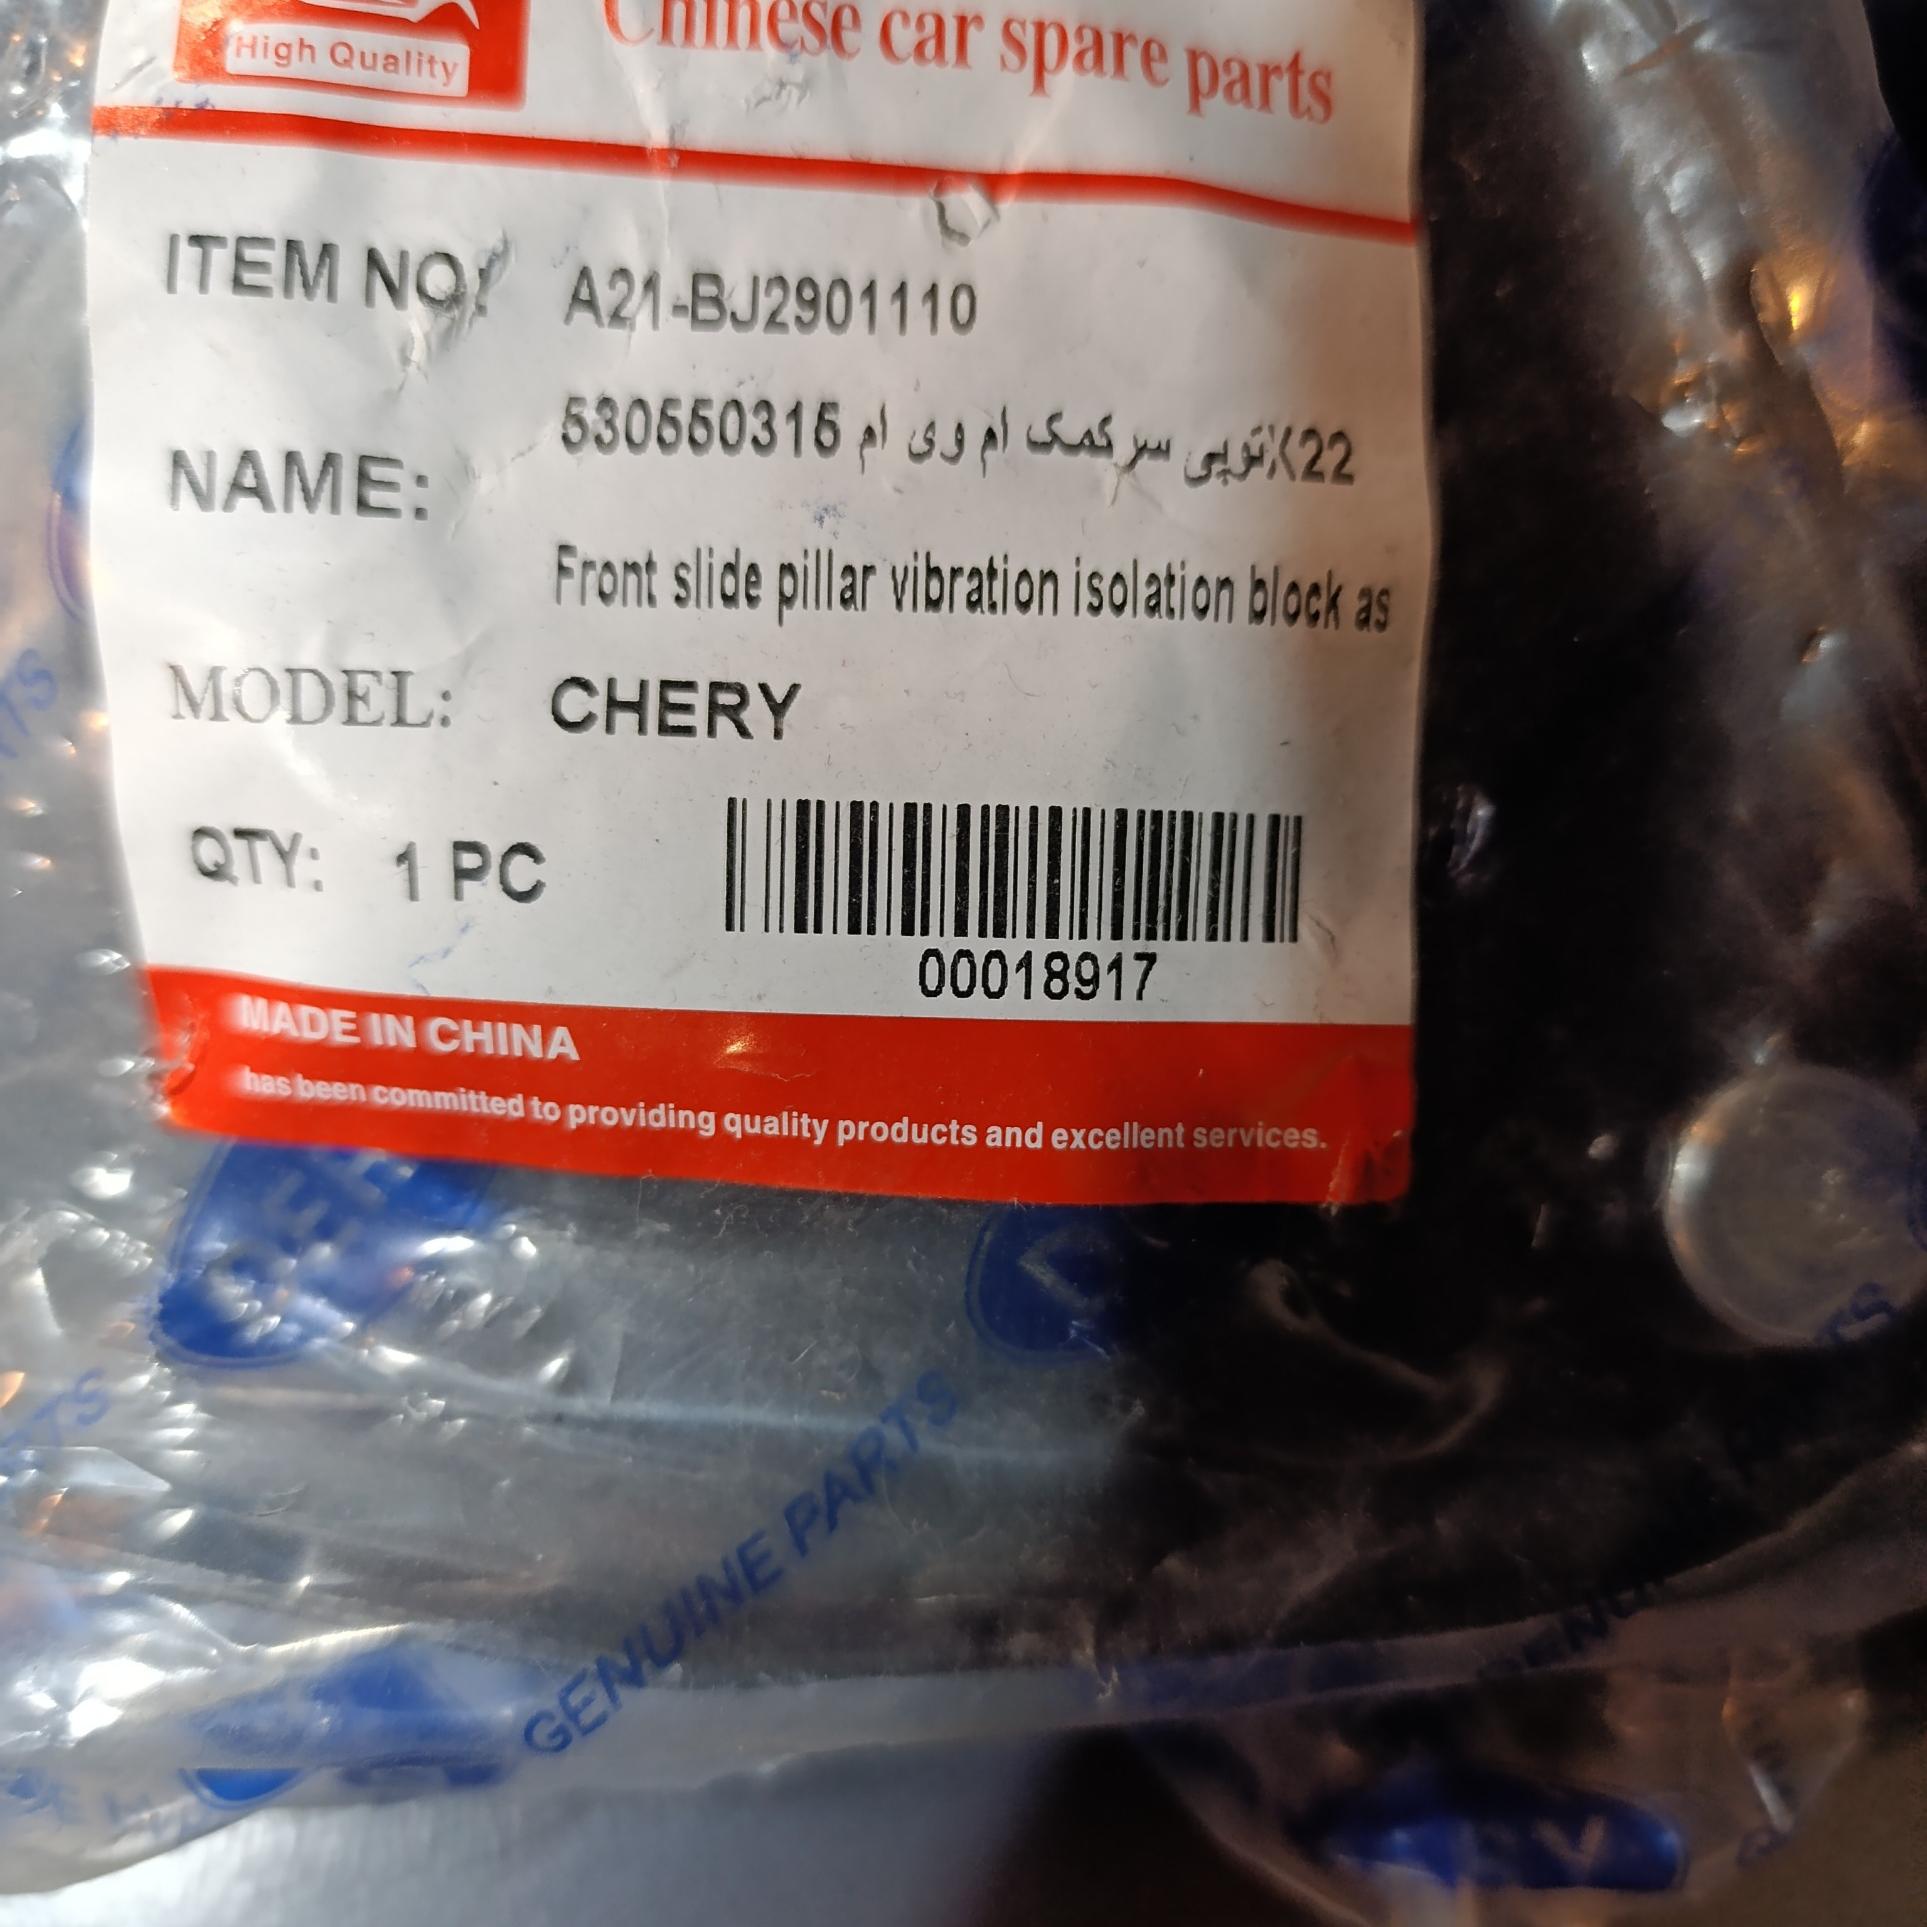 High Quality
Chinese car spare parts
ITEM NO: A21-BJ2901110
530550315 توپی سر کمک ام وی ام X22
NAME:
Front slide pillar vibration isolation block as
MODEL: CHERY
QTY: 1 PC
00018917
MADE IN CHINA
has been committed to providing quality products and excellent services.
GENUINE PARTS